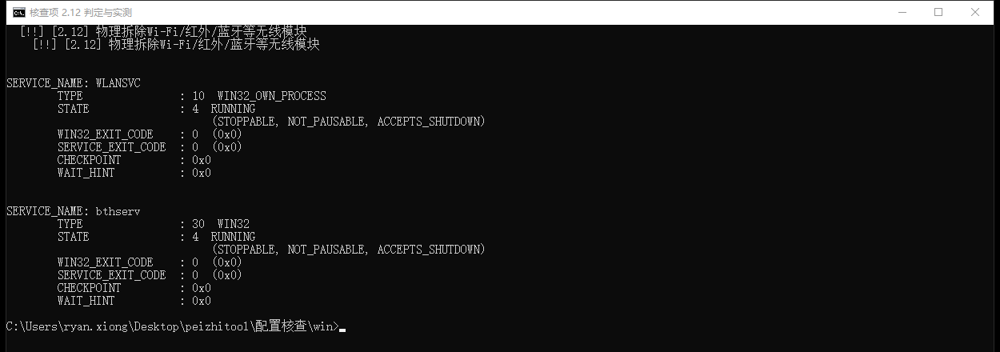 核查项 2.12 判定与实测
[!!] [2.12] 物理拆除Wi-Fi/红外/蓝牙等无线模块
[!!] [2.12] 物理拆除Wi-Fi/红外/蓝牙等无线模块
SERVICE_NAME: WLANSVC
TYPE : 10 WIN32_OWN_PROCESS
STATE : 4 RUNNING
(STOPPABLE, NOT_PAUSABLE, ACCEPTS_SHUTDOWN)
WIN32_EXIT_CODE : 0 (0x0)
SERVICE_EXIT_CODE : 0 (0x0)
CHECKPOINT : 0x0
WAIT_HINT : 0x0
SERVICE_NAME: bthserv
TYPE : 30 WIN32
STATE : 4 RUNNING
(STOPPABLE, NOT_PAUSABLE, ACCEPTS_SHUTDOWN)
WIN32_EXIT_CODE : 0 (0x0)
SERVICE_EXIT_CODE : 0 (0x0)
CHECKPOINT : 0x0
WAIT_HINT : 0x0
C:\Users\ryan.xiong\Desktop\peizhitool\配置核查\win>